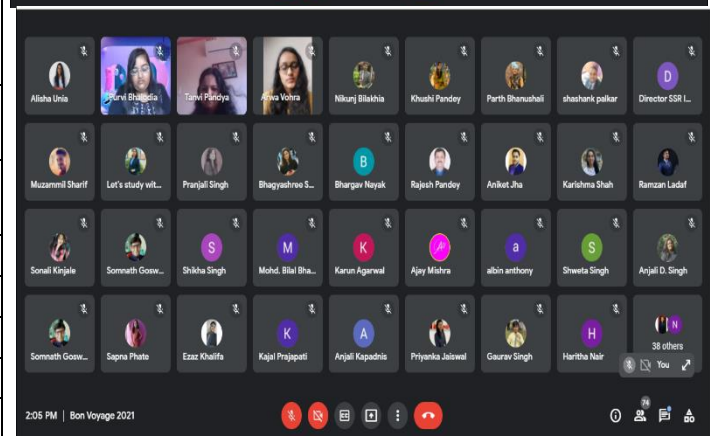 Alisha Unia
Purvi Bhalodia
Tanvi Pandya
Arwa Vohra
Nikunj Bilakhia
Khushi Pandey
Parth Bhanushali
shashank palkar
D
Director SSR I...
Muzammil Sharif
Let's study wit...
Pranjali Singh
Bhagyashree S...
B
Bhargav Nayak
Rajesh Pandey
Aniket Jha
Karishma Shah
Ramzan Ladaf
Sonali Kinjale
Somnath Gosw...
S
Shikha Singh
M
Mohd. Bilal Bha...
K
Karun Agarwal
Ajay Mishra
a
albin anthony
S
Shweta Singh
Anjali D. Singh
Somnath Gosw...
Sapna Phate
Ezaz Khalifa
K
Kajal Prajapati
A
Anjali Kapadnis
Priyanka Jaiswal
Gaurav Singh
H
Haritha Nair
N
38 others
You
2:05 PM | Bon Voyage 2021
74